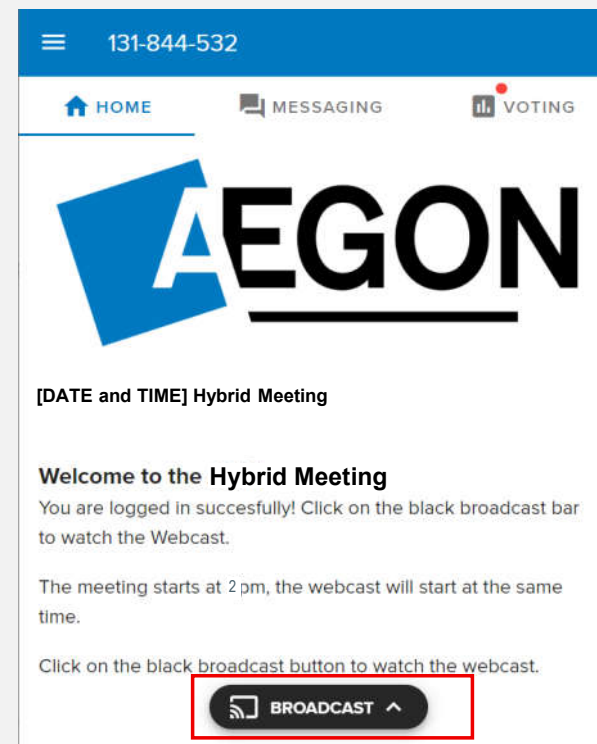 131-844-532
HOME MESSAGING VOTING
AEGON
[DATE and TIME] Hybrid Meeting
Welcome to the Hybrid Meeting
You are logged in succesfully! Click on the black broadcast bar
to watch the Webcast.
The meeting starts at 2 pm, the webcast will start at the same
time.
Click on the black broadcast button to watch the webcast.
BROADCAST